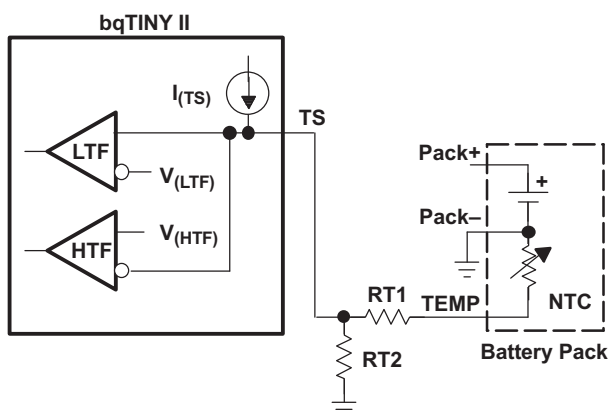 bqTINY II
I(TS)
TS
LTF
V(LTF)
V(HTF)
HTF
Pack+
+
Pack–
NTC
RT1
TEMP
RT2
Battery Pack